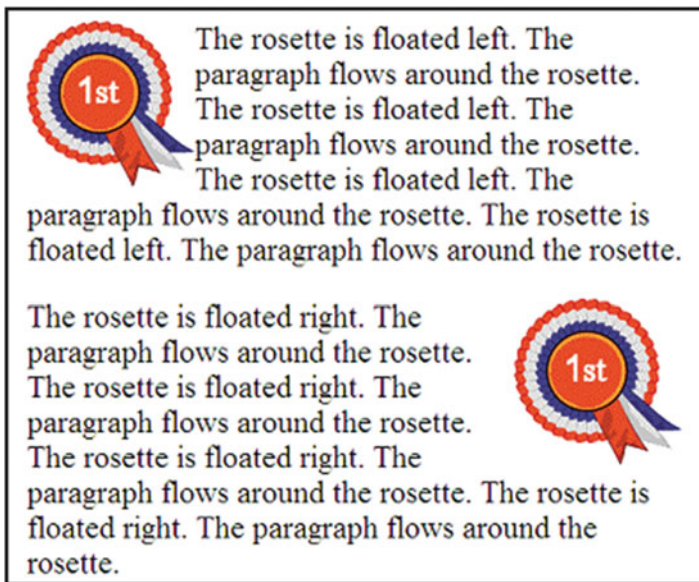 1st
The rosette is floated left. The
paragraph flows around the rosette.
The rosette is floated left. The
paragraph flows around the rosette.
The rosette is floated left. The
paragraph flows around the rosette. The rosette is
floated left. The paragraph flows around the rosette.
The rosette is floated right. The
paragraph flows around the rosette.
The rosette is floated right. The
paragraph flows around the rosette.
The rosette is floated right. The
paragraph flows around the rosette. The rosette is
floated right. The paragraph flows around the
rosette.
1st